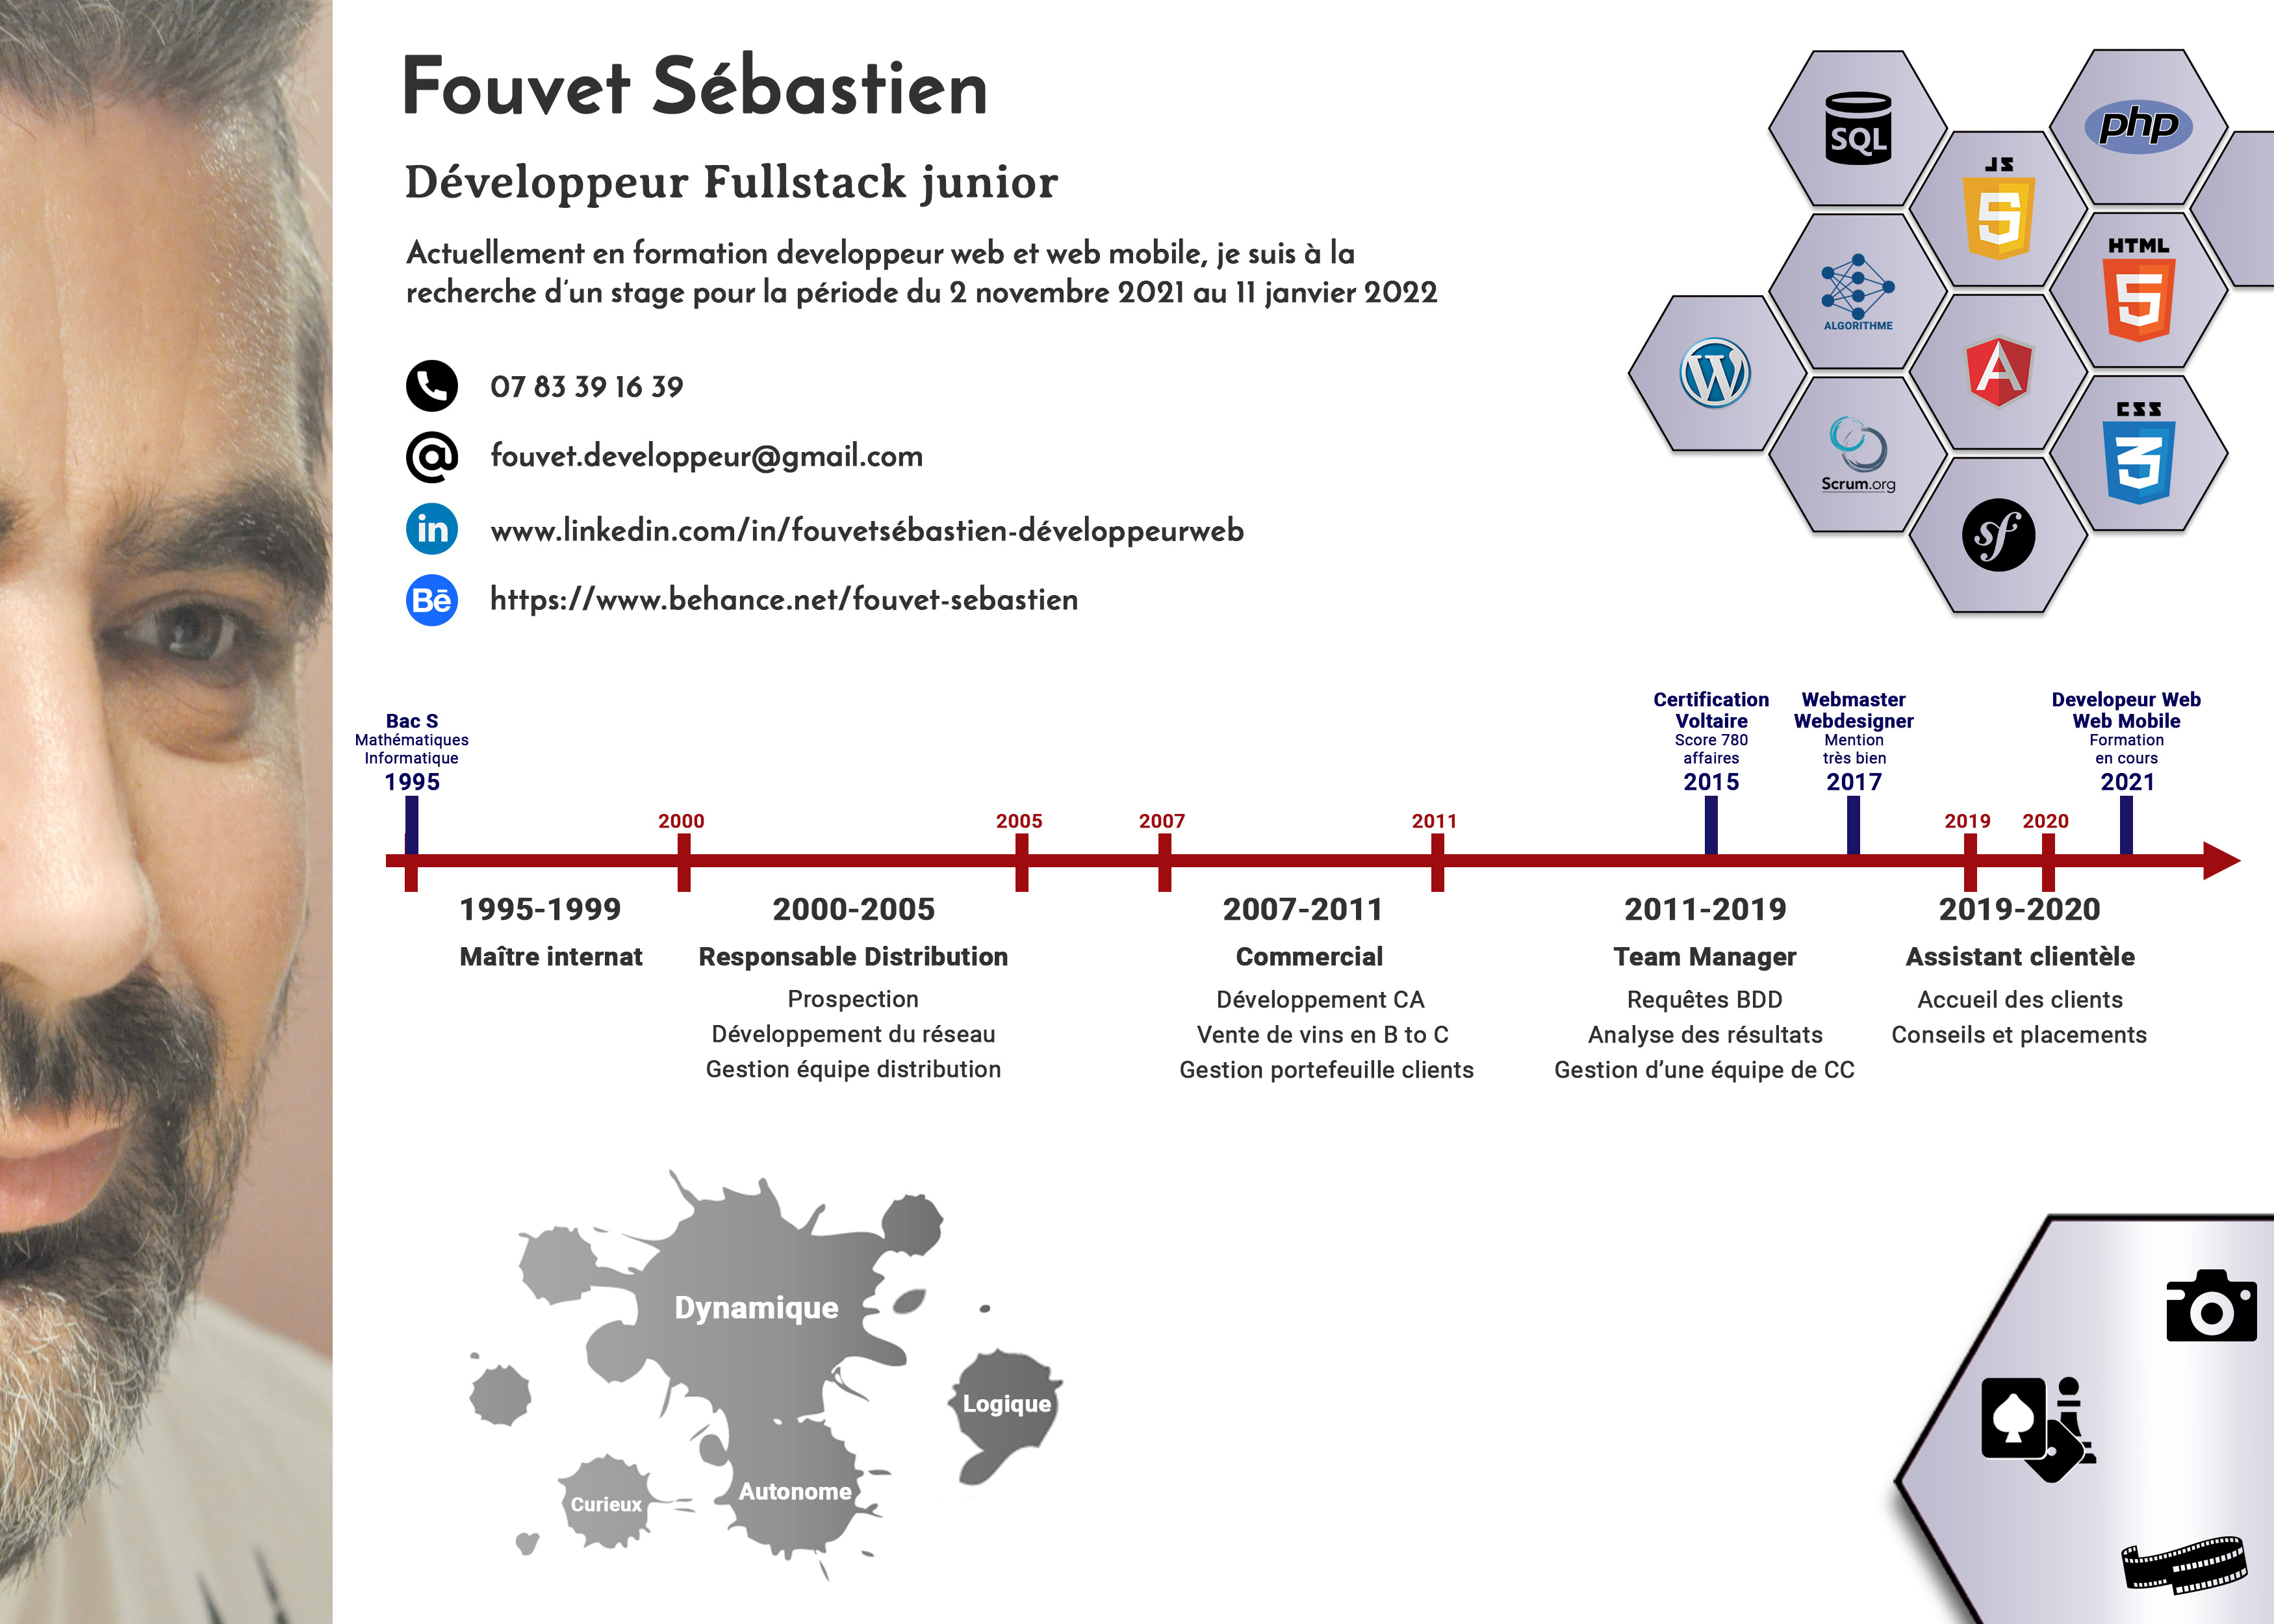 Fouvet Sébastien
Développeur Fullstack junior
Actuellement en formation developpeur web et web mobile, je suis à la
recherche d'un stage pour la période du 2 novembre 2021 au 11 janvier 2022
07 83 39 16 39
fouvet.developpeur@gmail.com
in
www.linkedin.com/in/fouvetsébastien-développeurweb
Bē
https://www.behance.net/fouvet-sebastien
SQL
php
JS
5
HTML
5
ALGORITHME
W
A
CSS
3
Scrum.org
sf
Bac S
Mathématiques
Informatique
1995
Certification
Voltaire
Score 780
affaires
2015
Webmaster
Webdesigner
Mention
très bien
2017
Developeur Web
Web Mobile
Formation
en cours
2021
2000
2005
2007
2011
2019
2020
1995-1999
Maître internat
2000-2005
Responsable Distribution
Prospection
Développement du réseau
Gestion équipe distribution
2007-2011
Commercial
Développement CA
Vente de vins en B to C
Gestion portefeuille clients
2011-2019
Team Manager
Requêtes BDD
Analyse des résultats
Gestion d'une équipe de CC
2019-2020
Assistant clientèle
Accueil des clients
Conseils et placements
Dynamique
Logique
Autonome
Curieux